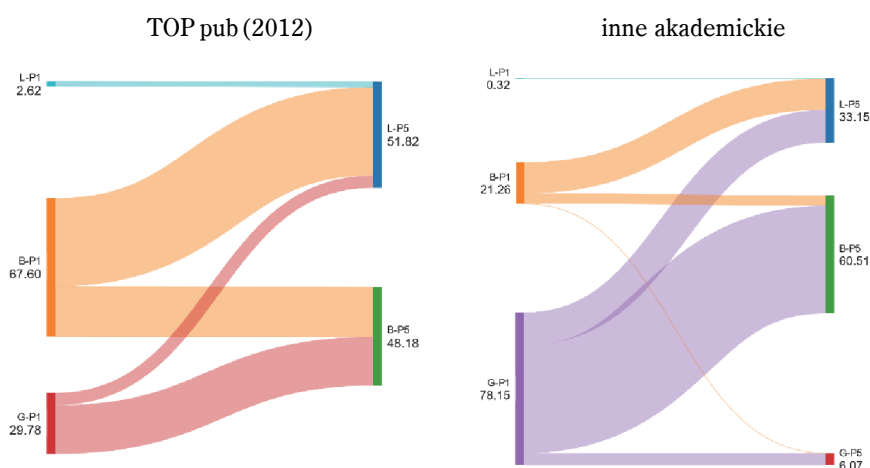 TOP pub (2012)
L-P1
2.62
L-P5
51.82
B-P1
67.60
B-P5
48.18
G-P1
29.78
inne akademickie
L-P1
0.32
L-P5
33.15
B-P1
21.26
B-P5
60.51
G-P1
78.15
G-P5
6.07